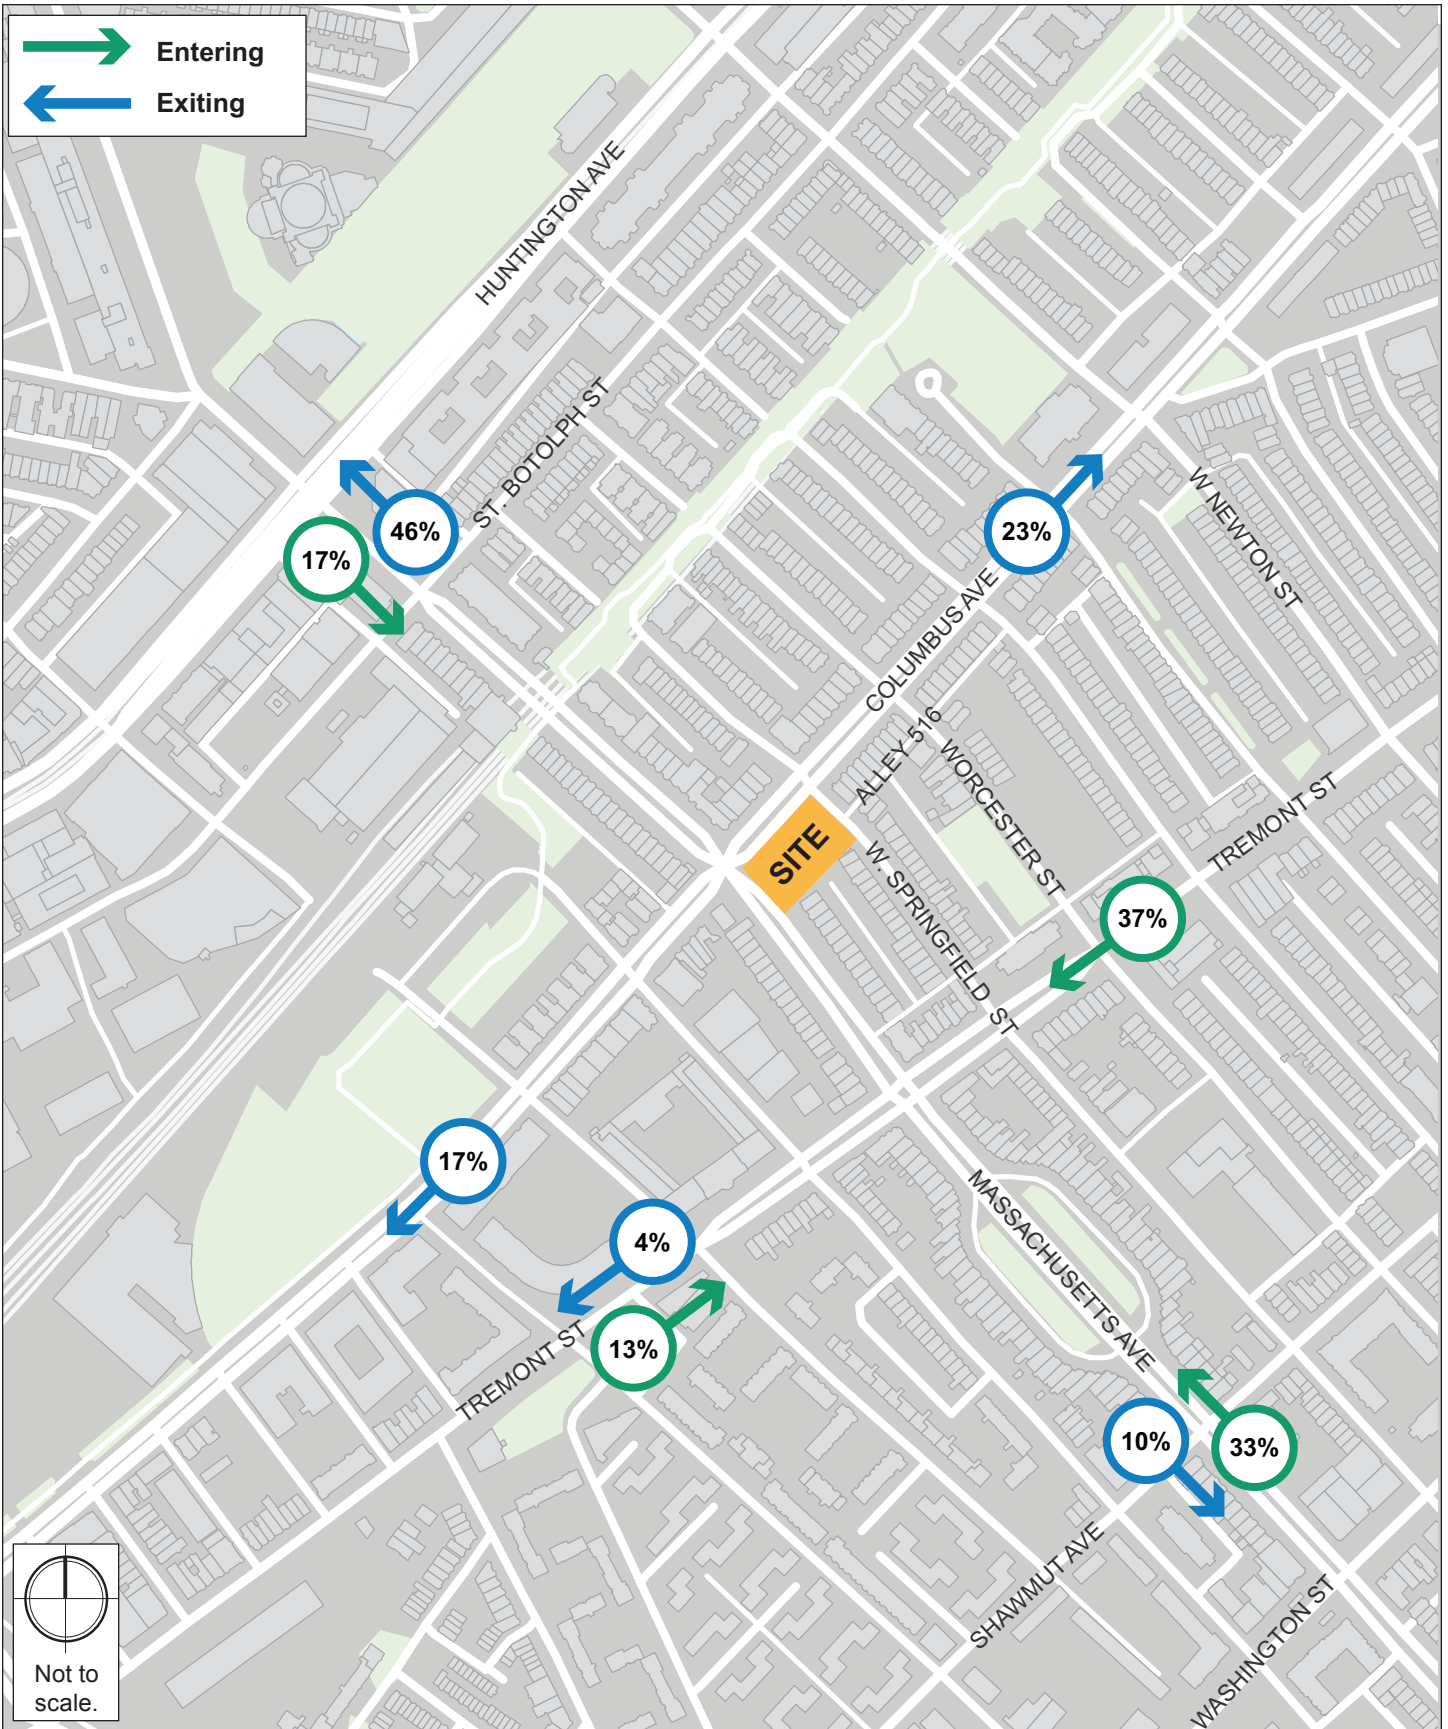 Entering
Exiting
HUNTINGTON AVE
ST. BOTOLPH ST
46%
17%
23%
W NEWTON ST
COLUMBUS AVE
ALLEY 516
WORCESTER ST
TREMONT ST
SITE
W. SPRINGFIELD ST
37%
17%
4%
13%
TREMONT ST
MASSACHUSETTS AVE
10%
33%
SHAWMUT AVE
WASHINGTON ST
Not to
scale.